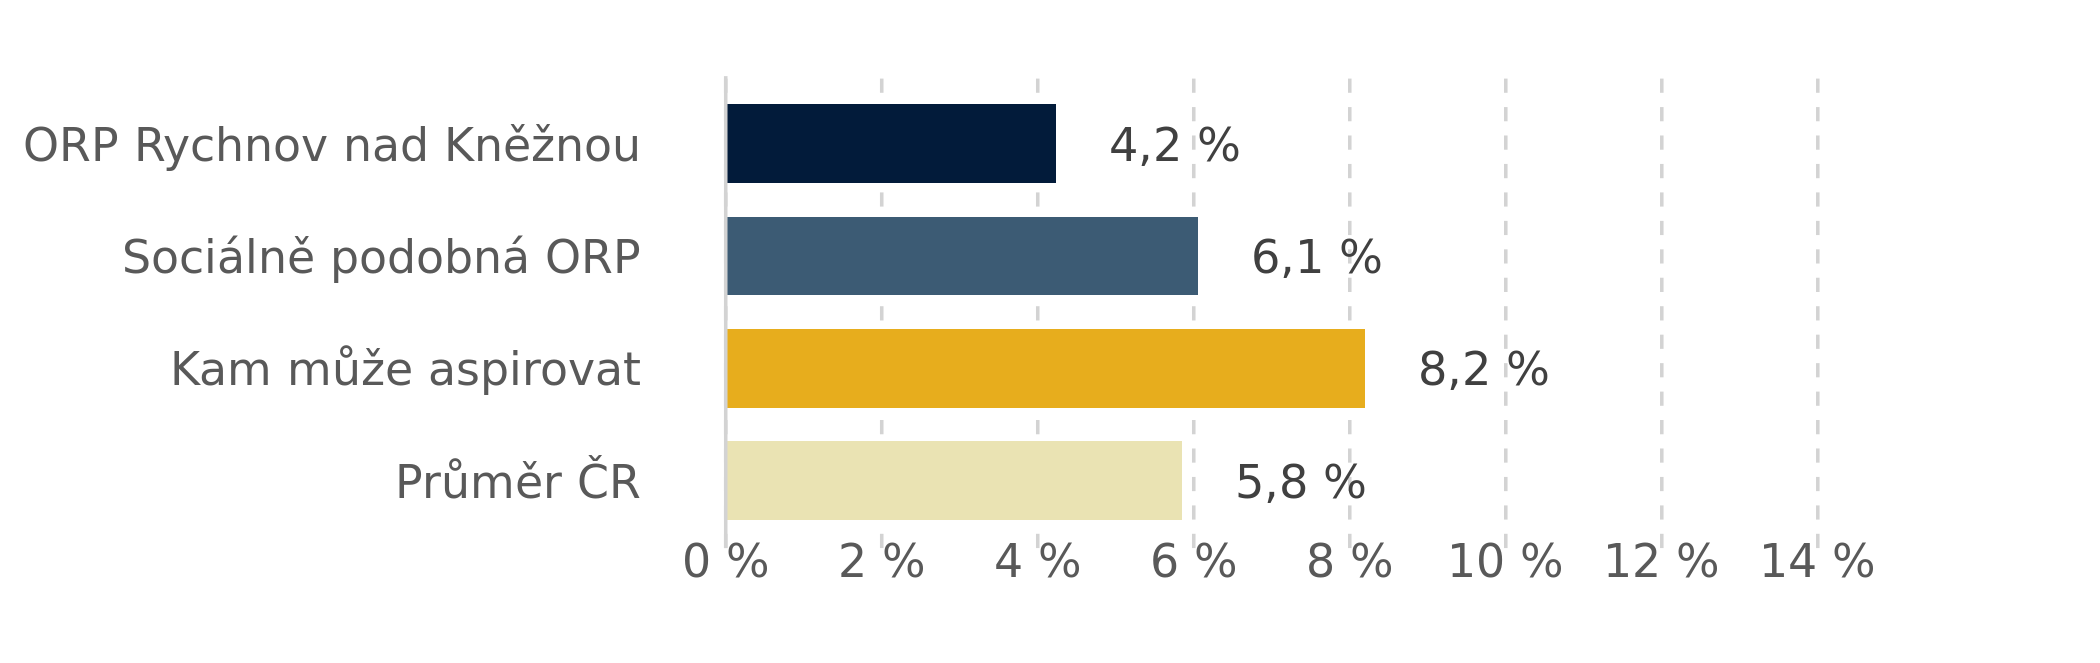 ORP Rychnov nad Kněžnou 4,2 %
Sociálně podobná ORP 6,1 %
Kam může aspirovat 8,2 %
Průměr ČR 5,8 %
0 % 2 % 4 % 6 % 8 % 10 % 12 % 14 %